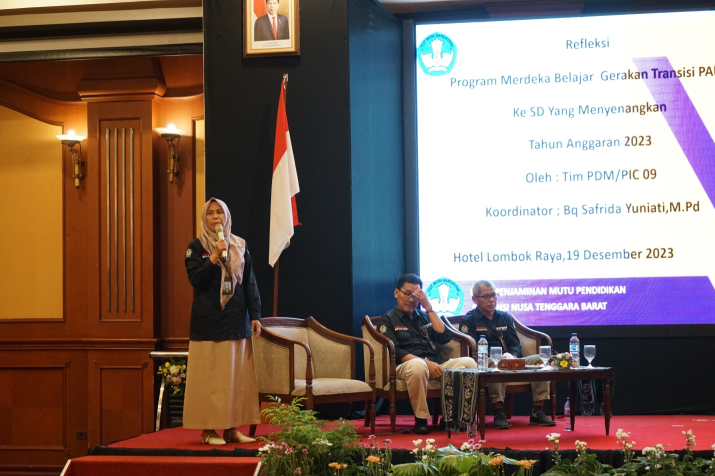 Refleksi
Program Merdeka Belajar Gerakan Transisi PA
Ke SD Yang Menyenangkan
Tahun Anggaran 2023
Oleh : Tim PDM/PIC 09
Koordinator ; Bq Safrida Yuniati,M.Pd
Hotel Lombok Raya,19 Desember 2023
PENJAMINAN MUTU PENDIDIKAN
NUSA TENGGARA BARAT